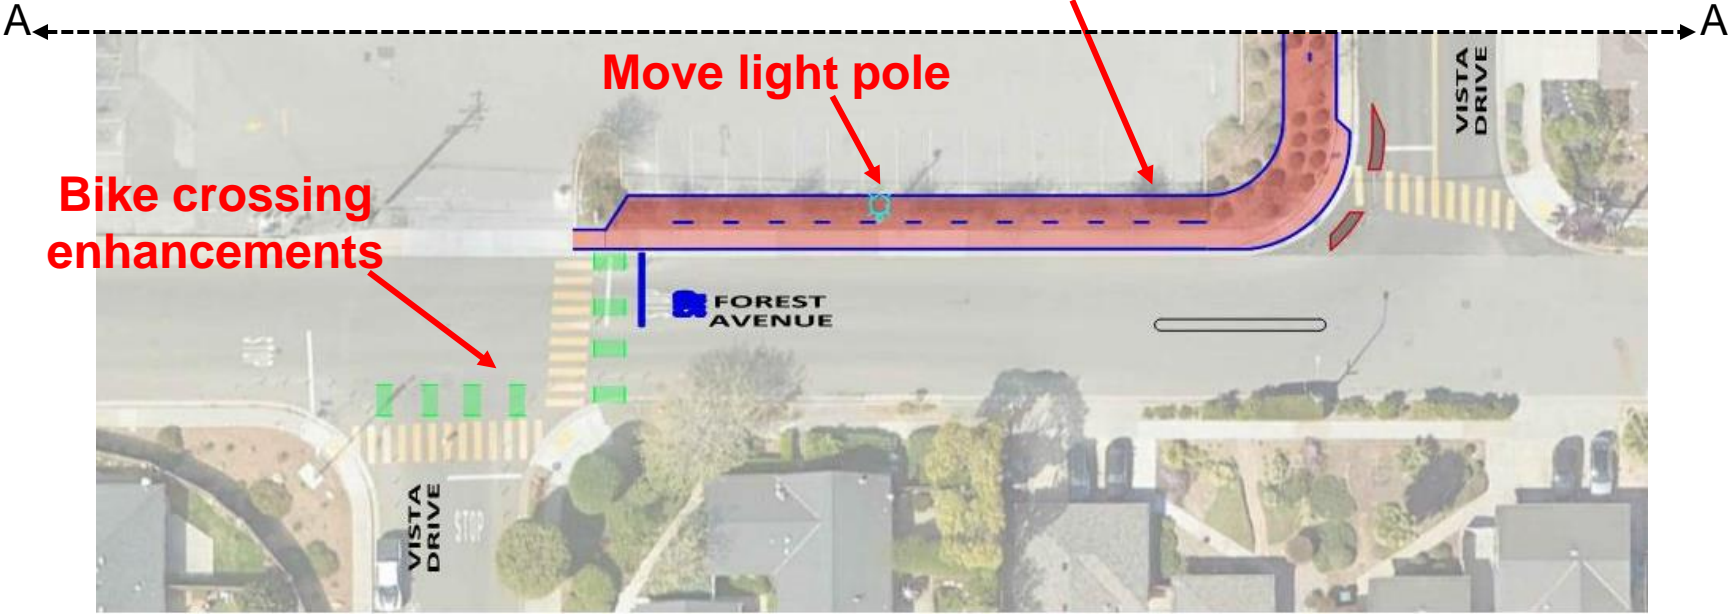 A
A
Move light pole
VISTA
DRIVE
Bike crossing
enhancements
FOREST
AVENUE
VISTA
DRIVE
STOP